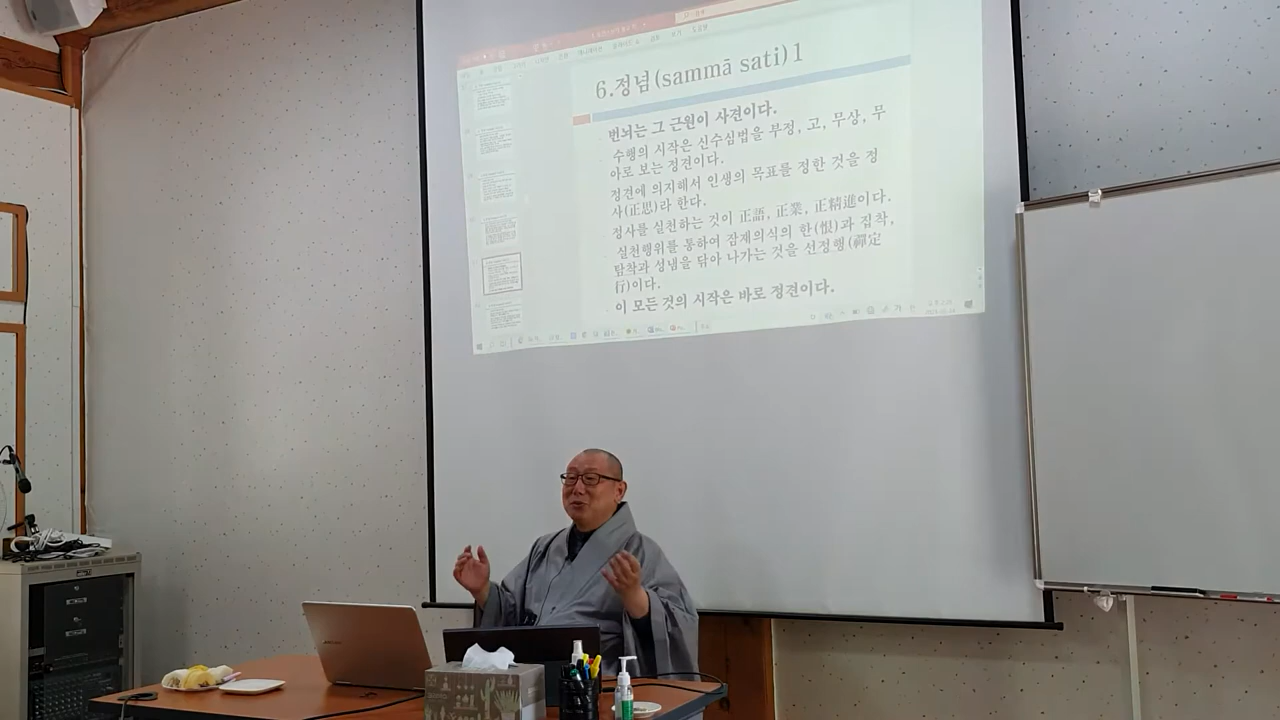 6.정념(sammā sati)1
번뇌는 그 근원이 사견이다.
수행의 시작은 신수심법을 부정, 고, 무상, 무
아로 보는 정견이다.
정견에 의지해서 인생의 목표를 정한 것을 정
사(正思)라 한다.
정사를 실천하는 것이 正語, 正業, 正精進이다.
실천행위를 통하여 잠재의식의 한(恨)과 집착,
탐착과 성냄을 닦아 나가는 것을 선정행(禪定
行)이다.
이 모든 것의 시작은 바로 정견이다.